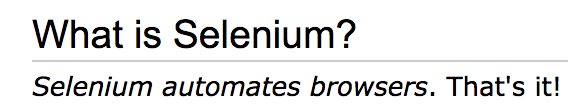 What is Selenium?
Selenium automates browsers. That's it!